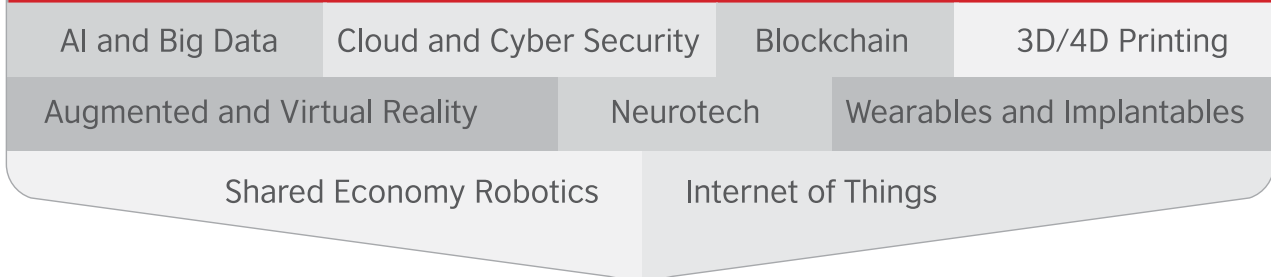 AI and Big Data Cloud and Cyber Security Blockchain 3D/4D Printing
Augmented and Virtual Reality Neurotech Wearables and Implantables
Shared Economy Robotics Internet of Things